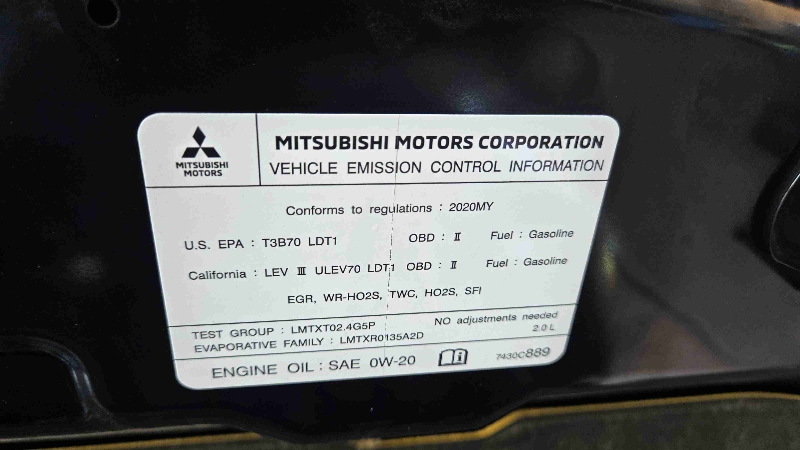 MITSUBISHI
MOTORS
MITSUBISHI MOTORS CORPORATION
VEHICLE EMISSION CONTROL INFORMATION
Conforms to regulations : 2020MY
U.S. EPA : T3B70 LDT1 OBD : II Fuel : Gasoline
California : LEV III ULEV70 LDT1 OBD : II Fuel : Gasoline
EGR, WR-HO2S, TWC, HO2S, SFI
TEST GROUP : LMTXT02.4G5P NO adjustments needed
EVAPORATIVE FAMILY : LMTXR0135A2D 2.0 L
ENGINE OIL : SAE 0W-20 7430C889